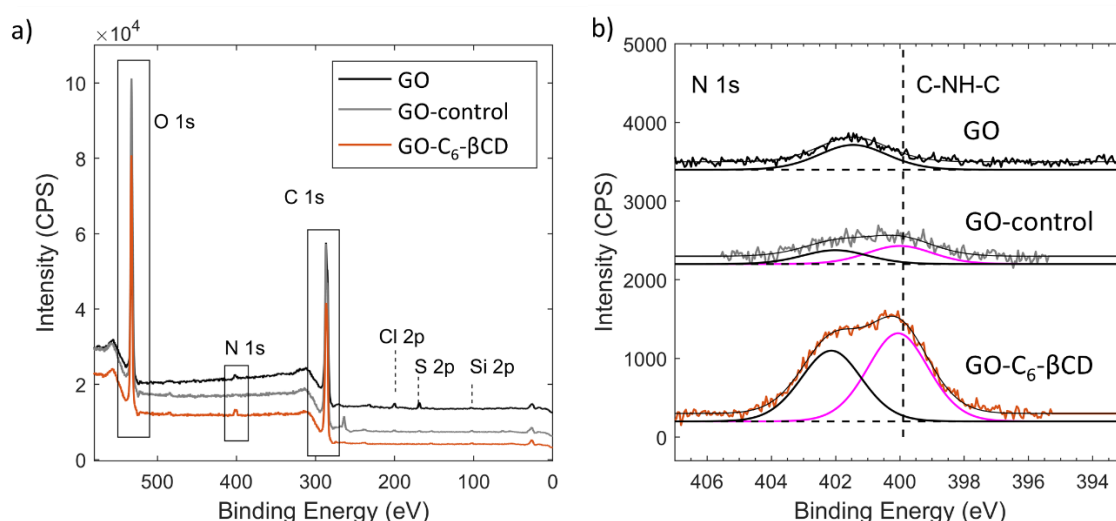 a)
×10⁴
10
8
6
4
2
0
Intensity (CPS)
O 1s
N 1s
C 1s
Cl 2p
S 2p
Si 2p
GO
GO-control
GO-C₆-βCD
500
400
300
200
100
0
Binding Energy (eV)
b)
5000
4000
3000
2000
1000
0
Intensity (CPS)
N 1s
C-NH-C
GO
GO-control
GO-C₆-βCD
406
404
402
400
398
396
394
Binding Energy (eV)